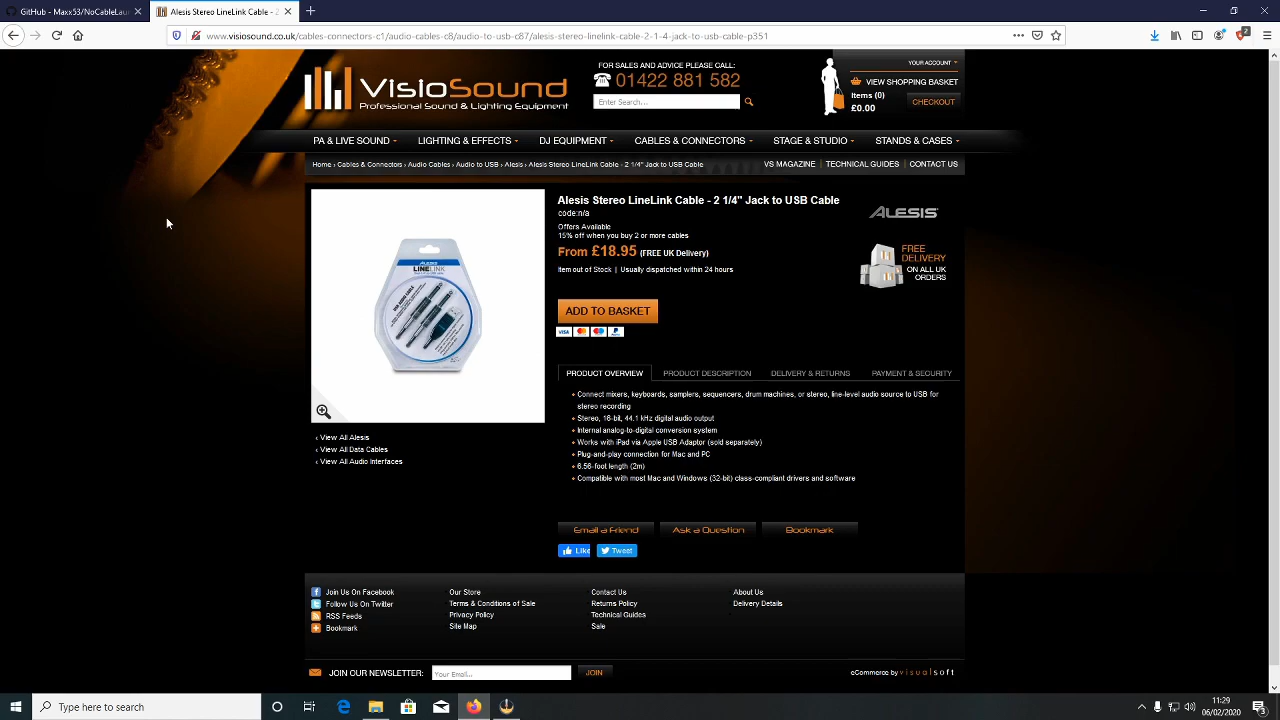 GitHub - Maxx53/NoCableLau
Alesis Stereo LineLink Cable -
www.visiosound.co.uk/cables-connectors-c1/audio-cables-c8/audio-to-usb-c87/alesis-stereo-linelink-cable-2-1-4-jack-to-usb-cable-p351
VisioSound
Professional Sound & Lighting Equipment
FOR SALES AND ADVICE PLEASE CALL:
01422 881 582
Enter Search...
YOUR ACCOUNT
VIEW SHOPPING BASKET
Items (0)
£0.00
CHECKOUT
PA & LIVE SOUND LIGHTING & EFFECTS DJ EQUIPMENT CABLES & CONNECTORS STAGE & STUDIO STANDS & CASES
Home › Cables & Connectors › Audio Cables › Audio to USB › Alesis › Alesis Stereo LineLink Cable - 2 1/4" Jack to USB Cable
VS MAGAZINE | TECHNICAL GUIDES | CONTACT US
ALESIS
LINELINK
Alesis Stereo LineLink Cable - 2 1/4" Jack to USB Cable
code:n/a
Offers Available
15% off when you buy 2 or more cables
From £18.95 (FREE UK Delivery)
Item out of Stock | Usually dispatched within 24 hours
ALESIS
FREE
DELIVERY
ON ALL UK
ORDERS
ADD TO BASKET
VISA
PayPal
PRODUCT OVERVIEW PRODUCT DESCRIPTION DELIVERY & RETURNS PAYMENT & SECURITY
Connect mixers, keyboards, samplers, sequencers, drum machines, or stereo, line-level audio source to USB for
stereo recording
Stereo, 16-bit, 44.1 kHz digital audio output
Internal analog-to-digital conversion system
Works with iPad via Apple USB Adaptor (sold separately)
Plug-and-play connection for Mac and PC
6.56-foot length (2m)
Compatible with most Mac and Windows (32-bit) class-compliant drivers and software
‹ View All Alesis
‹ View All Data Cables
‹ View All Audio Interfaces
Email a Friend Ask a Question Bookmark
Like Tweet
Join Us On Facebook
Follow Us On Twitter
RSS Feeds
Bookmark
Our Store
Terms & Conditions of Sale
Privacy Policy
Site Map
Contact Us
Returns Policy
Technical Guides
Sale
About Us
Delivery Details
JOIN OUR NEWSLETTER: Your Email... JOIN
eCommerce by visualsoft
Type here to search
11:29
06/02/2020